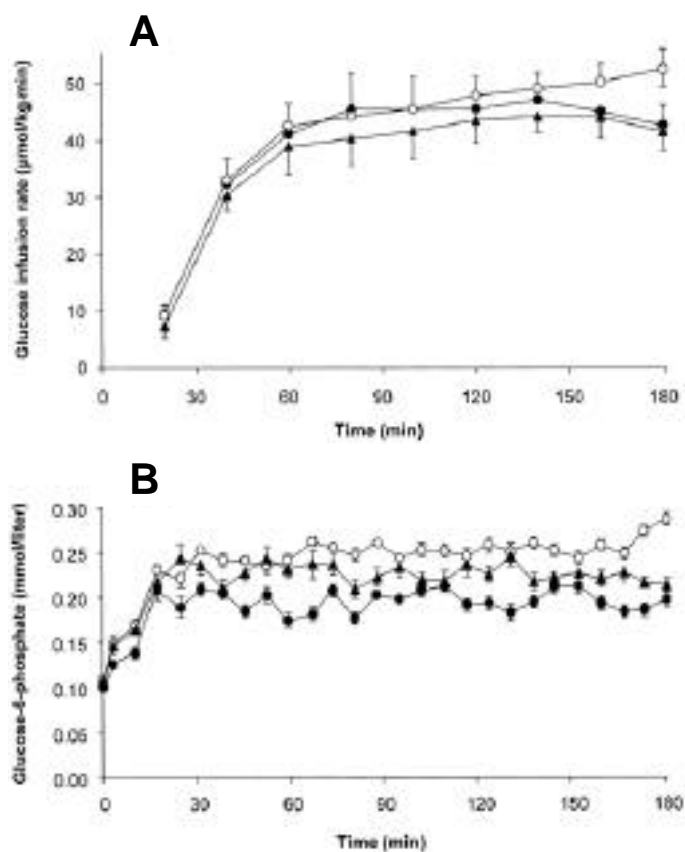 A
Glucose infusion rate (µmol/kg.min)
50
40
30
20
10
0
0 30 60 90 120 150 180
Time (min)
B
Glucose-6-phosphate (mmol/liter)
0.30
0.25
0.20
0.15
0.10
0.05
0.00
0 30 60 90 120 150 180
Time (min)